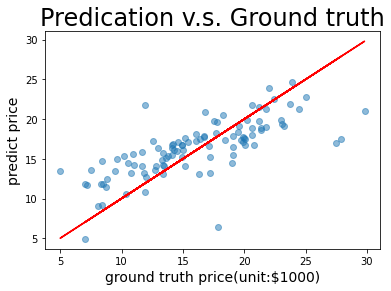 Predication v.s. Ground truth
30
25
20
15
10
5
predict price
5 10 15 20 25 30
ground truth price(unit:$1000)